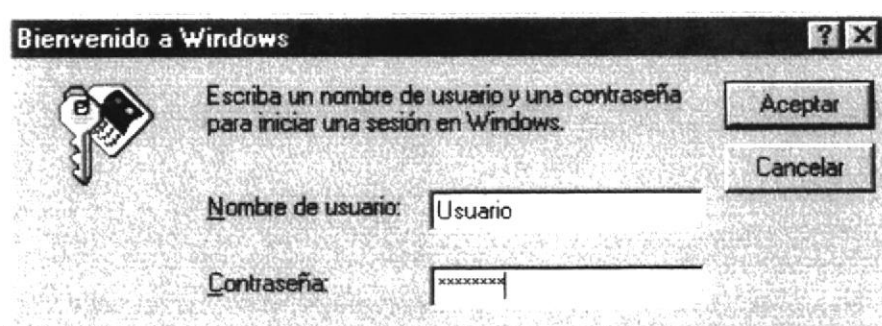 Bienvenido a Windows
Escriba un nombre de usuario y una contraseña
para iniciar una sesión en Windows.
Aceptar
Cancelar
Nombre de usuario: Usuario
Contraseña: xxxxxxxx